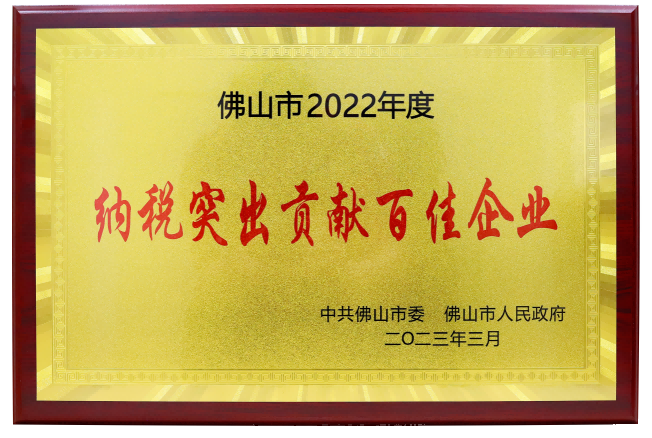 佛山市2022年度
纳税突出贡献百佳企业
中共佛山市委 佛山市人民政府
二〇二三年三月